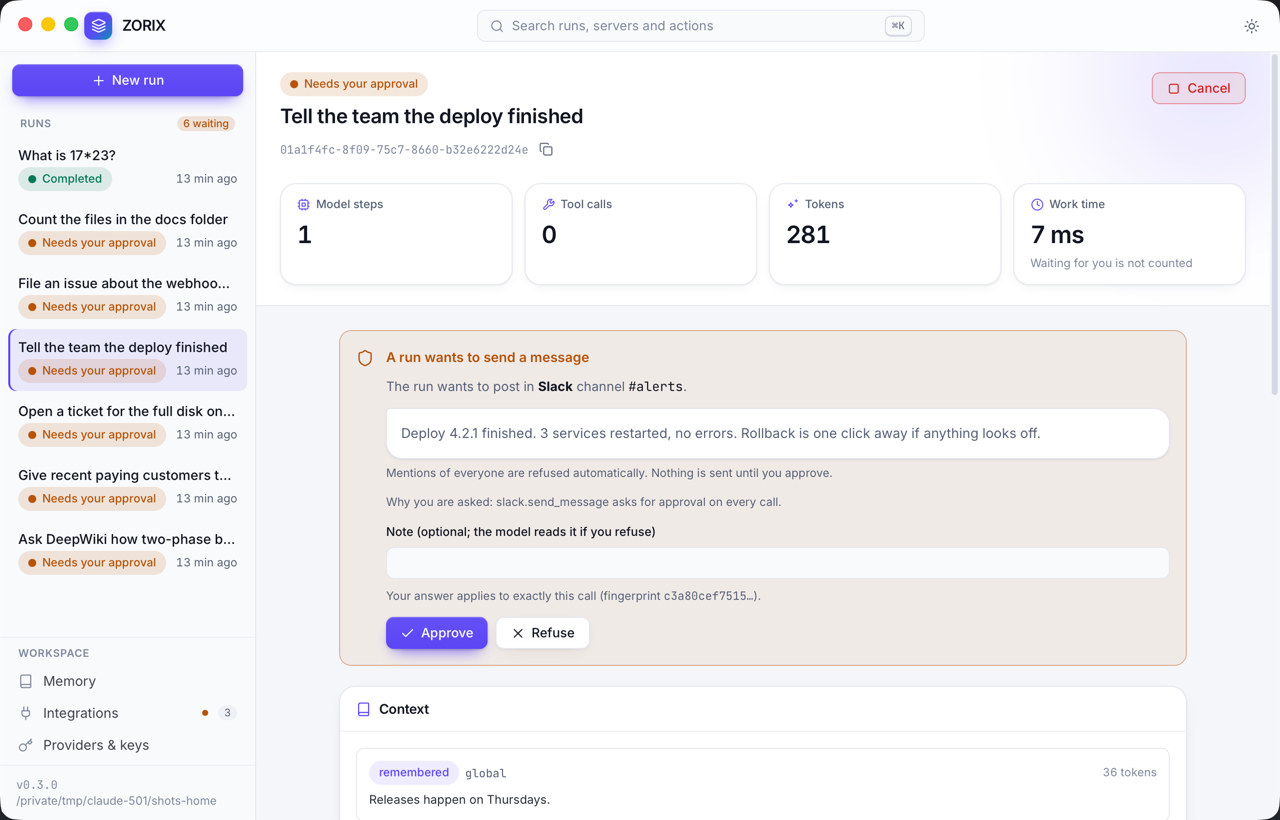 ZORIX
Search runs, servers and actions
⌘K
New run
RUNS
6 waiting
What is 17*23?
Completed
13 min ago
Count the files in the docs folder
Needs your approval
13 min ago
File an issue about the webhoo...
Needs your approval
13 min ago
Tell the team the deploy finished
Needs your approval
13 min ago
Open a ticket for the full disk on...
Needs your approval
13 min ago
Give recent paying customers t...
Needs your approval
13 min ago
Ask DeepWiki how two-phase b...
Needs your approval
13 min ago
WORKSPACE
Memory
Integrations
3
Providers & keys
v0.3.0
/private/tmp/claude-501/shots-home
Needs your approval
Cancel
Tell the team the deploy finished
01a1f4fc-8f09-75c7-8660-b32e6222d24e
Model steps
1
Tool calls
0
Tokens
281
Work time
7 ms
Waiting for you is not counted
A run wants to send a message
The run wants to post in Slack channel #alerts.
Deploy 4.2.1 finished. 3 services restarted, no errors. Rollback is one click away if anything looks off.
Mentions of everyone are refused automatically. Nothing is sent until you approve.
Why you are asked: slack.send_message asks for approval on every call.
Note (optional; the model reads it if you refuse)
Your answer applies to exactly this call (fingerprint c3a80cef7515…).
Approve
Refuse
Context
remembered
global
36 tokens
Releases happen on Thursdays.